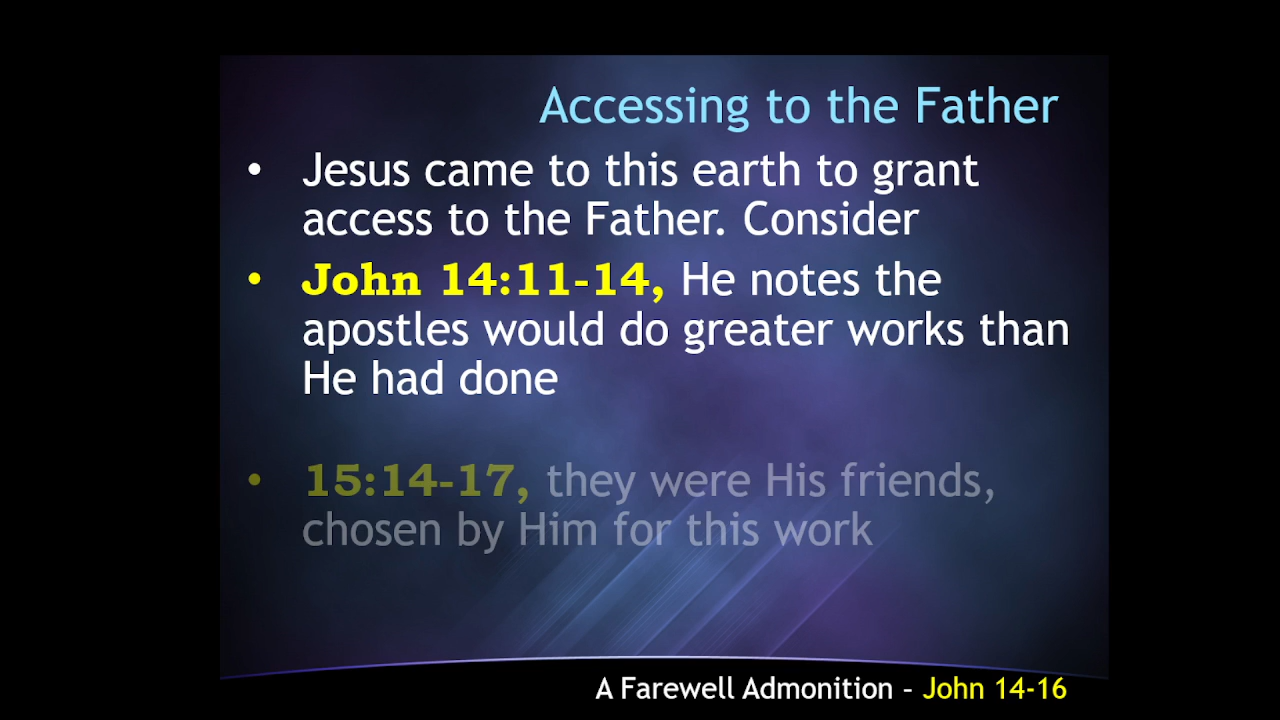 Accessing to the Father
• Jesus came to this earth to grant
access to the Father. Consider
• John 14:11-14, He notes the
apostles would do greater works than
He had done
• 15:14-17, they were His friends,
chosen by Him for this work
A Farewell Admonition – John 14-16